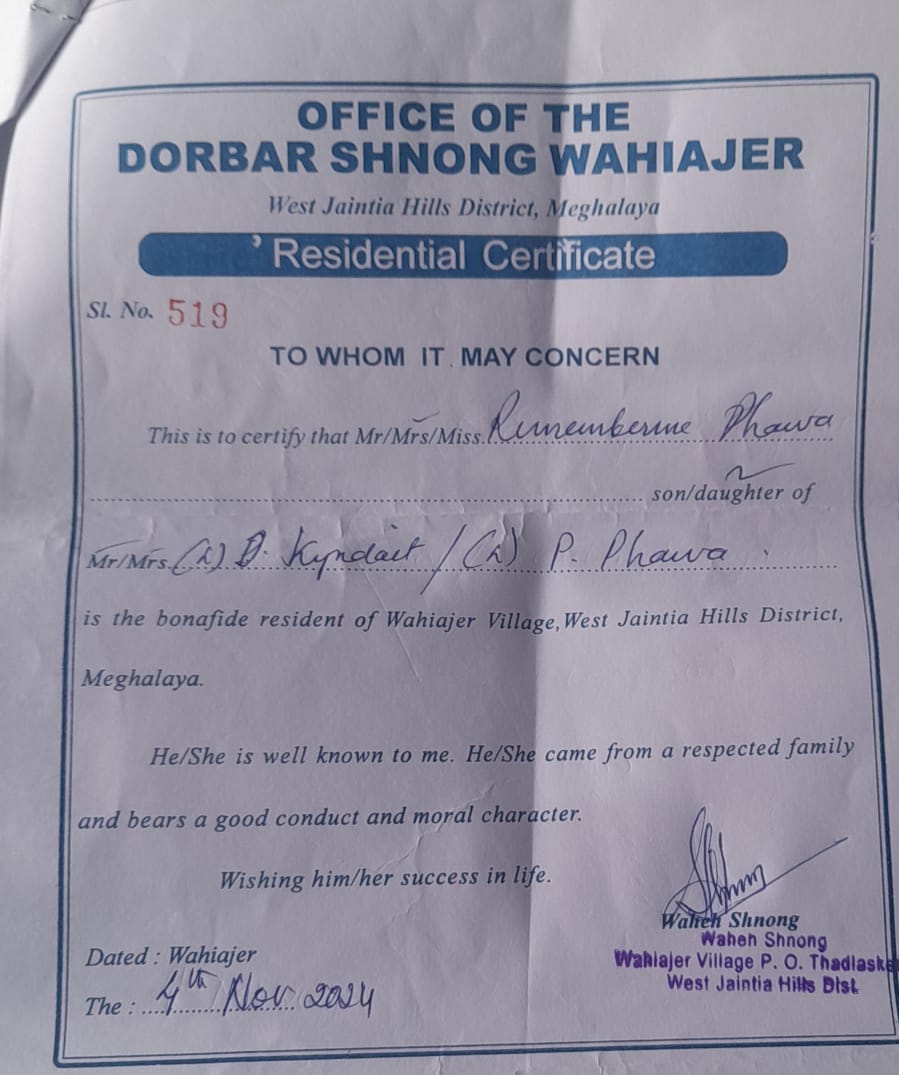 OFFICE OF THE
DORBAR SHNONG WAHIAJER
West Jaintia Hills District, Meghalaya
Residential Certificate
Sl. No. 519
TO WHOM IT MAY CONCERN
This is to certify that Mr/Mrs/Miss. Rimemberme Phawa
son/daughter of
Mr/Mrs. (L) D. Kyndait / (L) P. Phawa
is the bonafide resident of Wahiajer Village, West Jaintia Hills District,
Meghalaya.
He/She is well known to me. He/She came from a respected family
and bears a good conduct and moral character.
Wishing him/her success in life.
Waheh Shnong
Waheh Shnong
Wahiajer Village P. O. Thadlaske
West Jaintia Hills Dist.
Dated : Wahiajer
The : 4th Nov 2024